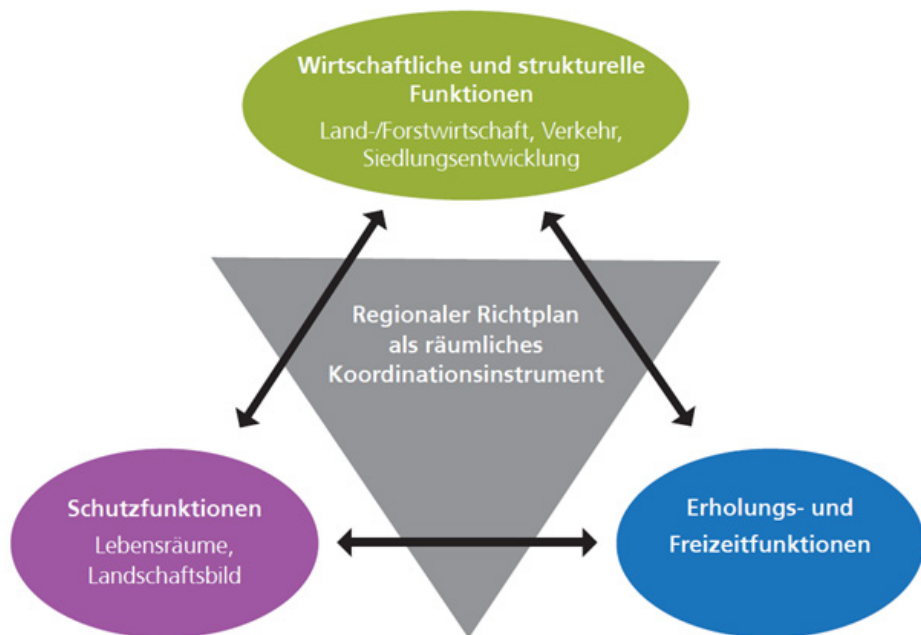 Wirtschaftliche und strukturelle
Funktionen
Land-/Forstwirtschaft, Verkehr,
Siedlungsentwicklung
Regionaler Richtplan
als räumliches
Koordinationsinstrument
Schutzfunktionen
Lebensräume,
Landschaftsbild
Erholungs- und
Freizeitfunktionen